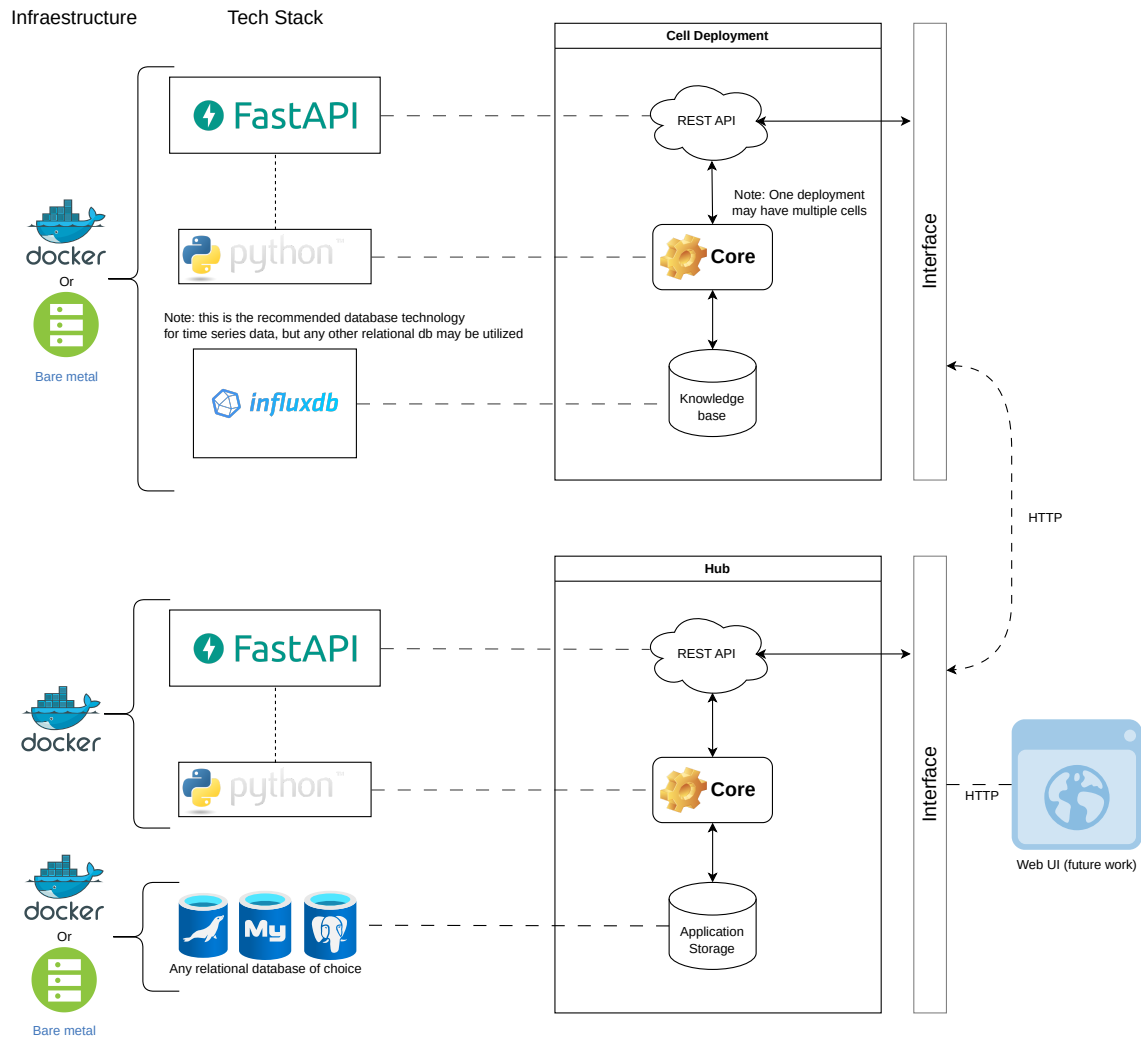 Infraestructure
Tech Stack
Cell Deployment
FastAPI
REST API
Note: One deployment
may have multiple cells
docker
Or
Bare metal
python™
Core
Interface
Note: this is the recommended database technology
for time series data, but any other relational db may be utilized
influxdb
Knowledge
base
HTTP
Hub
FastAPI
REST API
docker
python™
Core
Interface
HTTP
Web UI (future work)
docker
Or
Bare metal
My
Any relational database of choice
Application
Storage